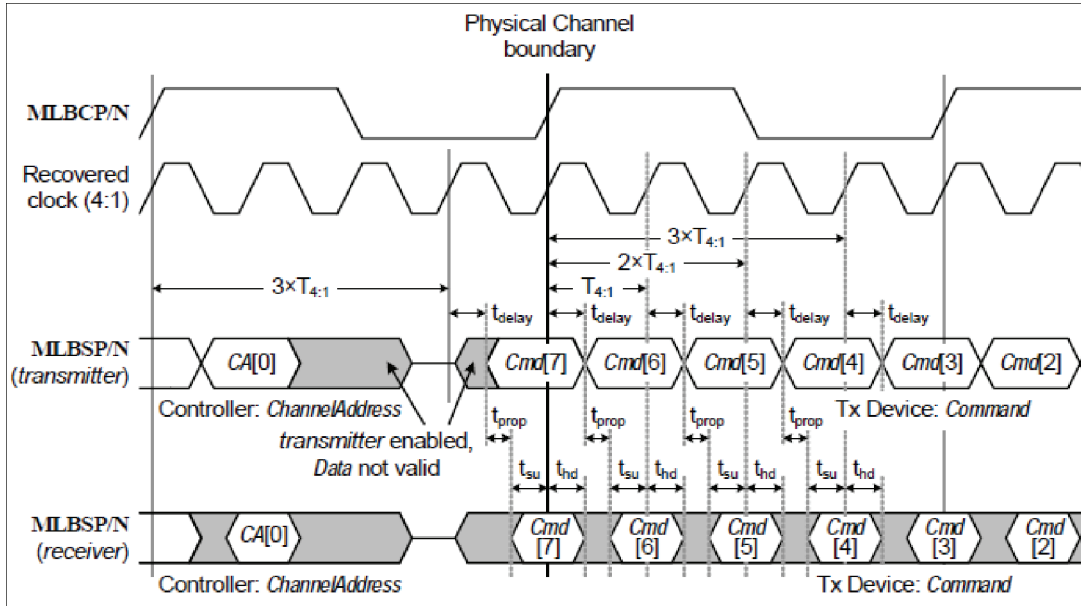 Physical Channel
boundary
MLBCP/N
Recovered
clock (4:1)
3×T4:1
2×T4:1
3×T4:1
T4:1
tdelay
tdelay
tdelay
tdelay
tdelay
MLBSP/N
(transmitter)
CA[0]
Cmd[7]
Cmd[6]
Cmd[5]
Cmd[4]
Cmd[3]
Cmd[2]
Controller: ChannelAddress
Tx Device: Command
transmitter enabled,
Data not valid
tprop
tprop
tprop
tprop
tsu
thd
tsu
thd
tsu
thd
tsu
thd
MLBSP/N
(receiver)
CA[0]
Cmd
[7]
Cmd
[6]
Cmd
[5]
Cmd
[4]
Cmd
[3]
Cmd
[2]
Controller: ChannelAddress
Tx Device: Command